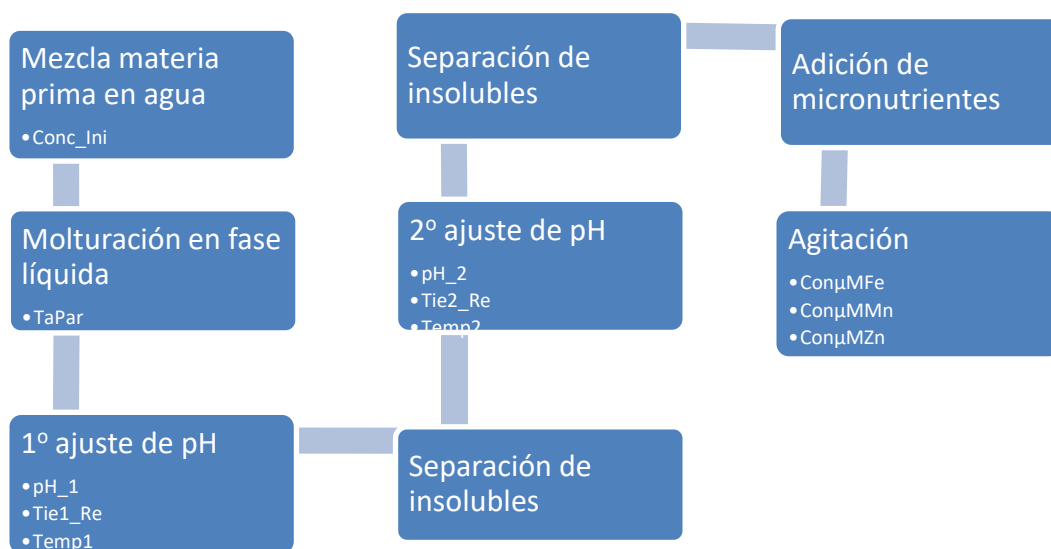 Mezcla materia
prima en agua
•Conc_Ini
Molturación en fase
líquida
•TaPar
1º ajuste de pH
•pH_1
•Tie1_Re
•Temp1
Separación de
insolubles
2º ajuste de pH
•pH_2
•Tie2_Re
•Temp2
Separación de
insolubles
Adición de
micronutrientes
Agitación
•ConµMFe
•ConµMMn
•ConµMZn